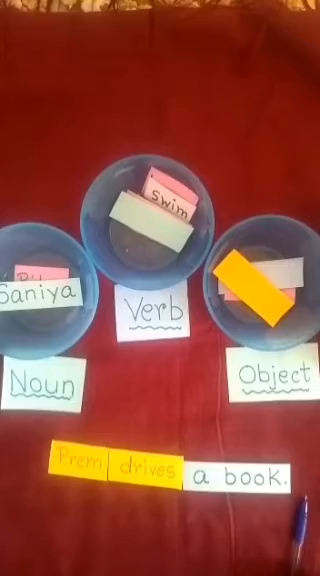 swim
Saniya
Verb
Noun
Object
Prem drives a book.